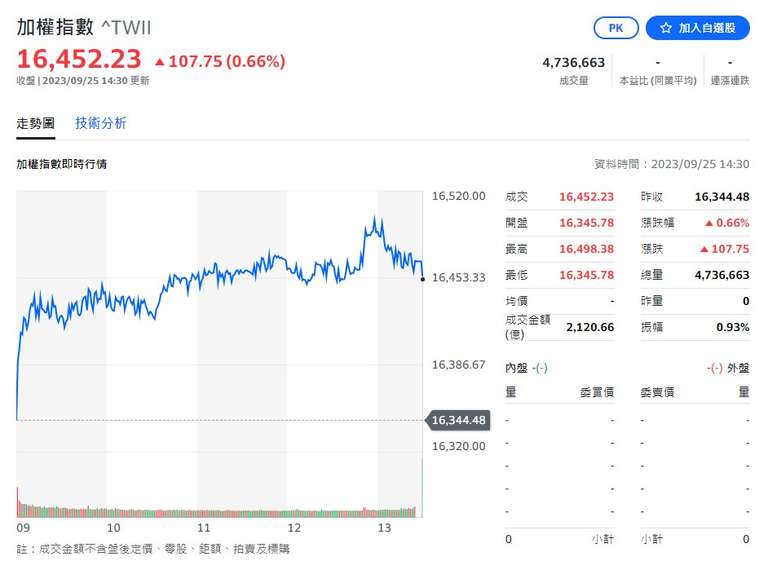 加權指數 ^TWII
PK
加入自選股
16,452.23 107.75 (0.66%)
收盤 | 2023/09/25 14:30 更新
4,736,663
成交量
-
本益比 (同業平均)
-
連漲連跌
走勢圖
技術分析
加權指數即時行情
資料時間：2023/09/25 14:30
16,520.00
16,453.33
16,386.67
16,344.48
16,320.00
09 10 11 12 13
註：成交金額不含盤後定價、零股、鉅額、拍賣及標購
成交 16,452.23
昨收 16,344.48
開盤 16,345.78
漲跌幅 0.66%
最高 16,498.38
漲跌 107.75
最低 16,345.78
總量 4,736,663
均價 -
昨量 0
成交金額
(億)
2,120.66
振幅 0.93%
內盤 -(-)
-(-) 外盤
量 委買價 委賣價 量
- - - -
- - - -
- - - -
- - - -
- - - -
0 小計 小計 0